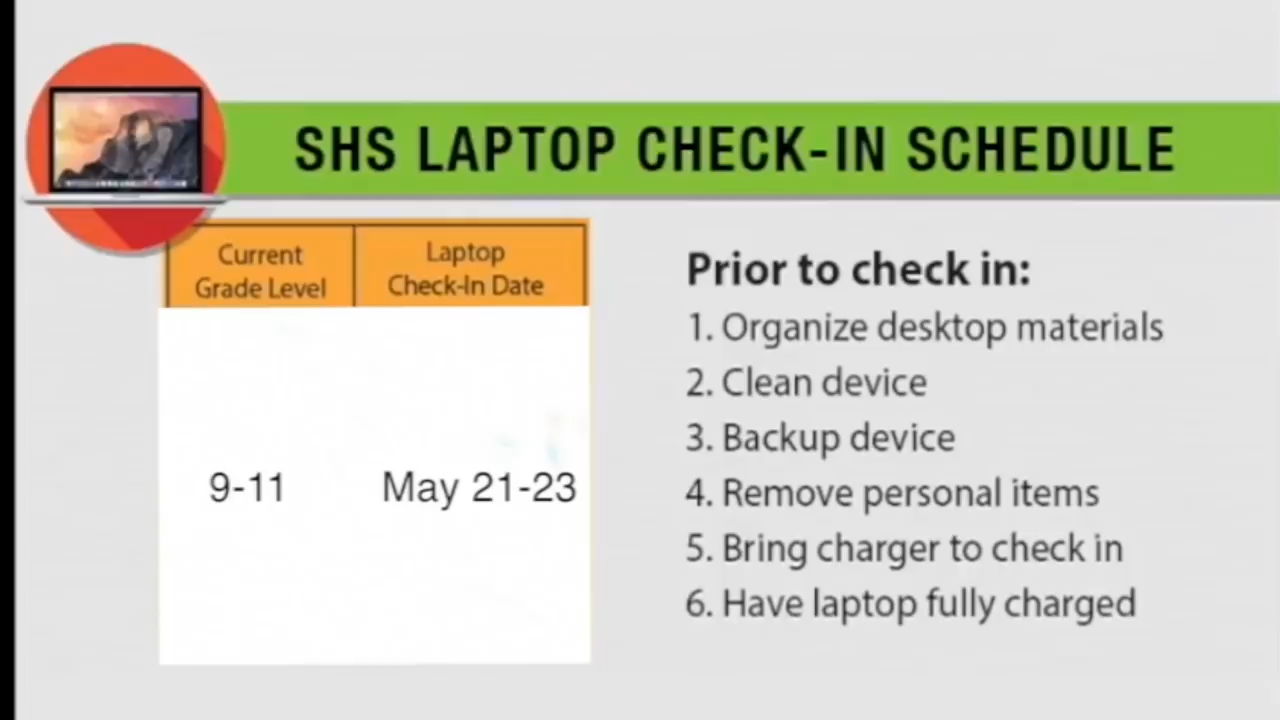 SHS LAPTOP CHECK-IN SCHEDULE
Current
Grade Level
Laptop
Check-In Date
9-11
May 21-23
Prior to check in:
1. Organize desktop materials
2. Clean device
3. Backup device
4. Remove personal items
5. Bring charger to check in
6. Have laptop fully charged